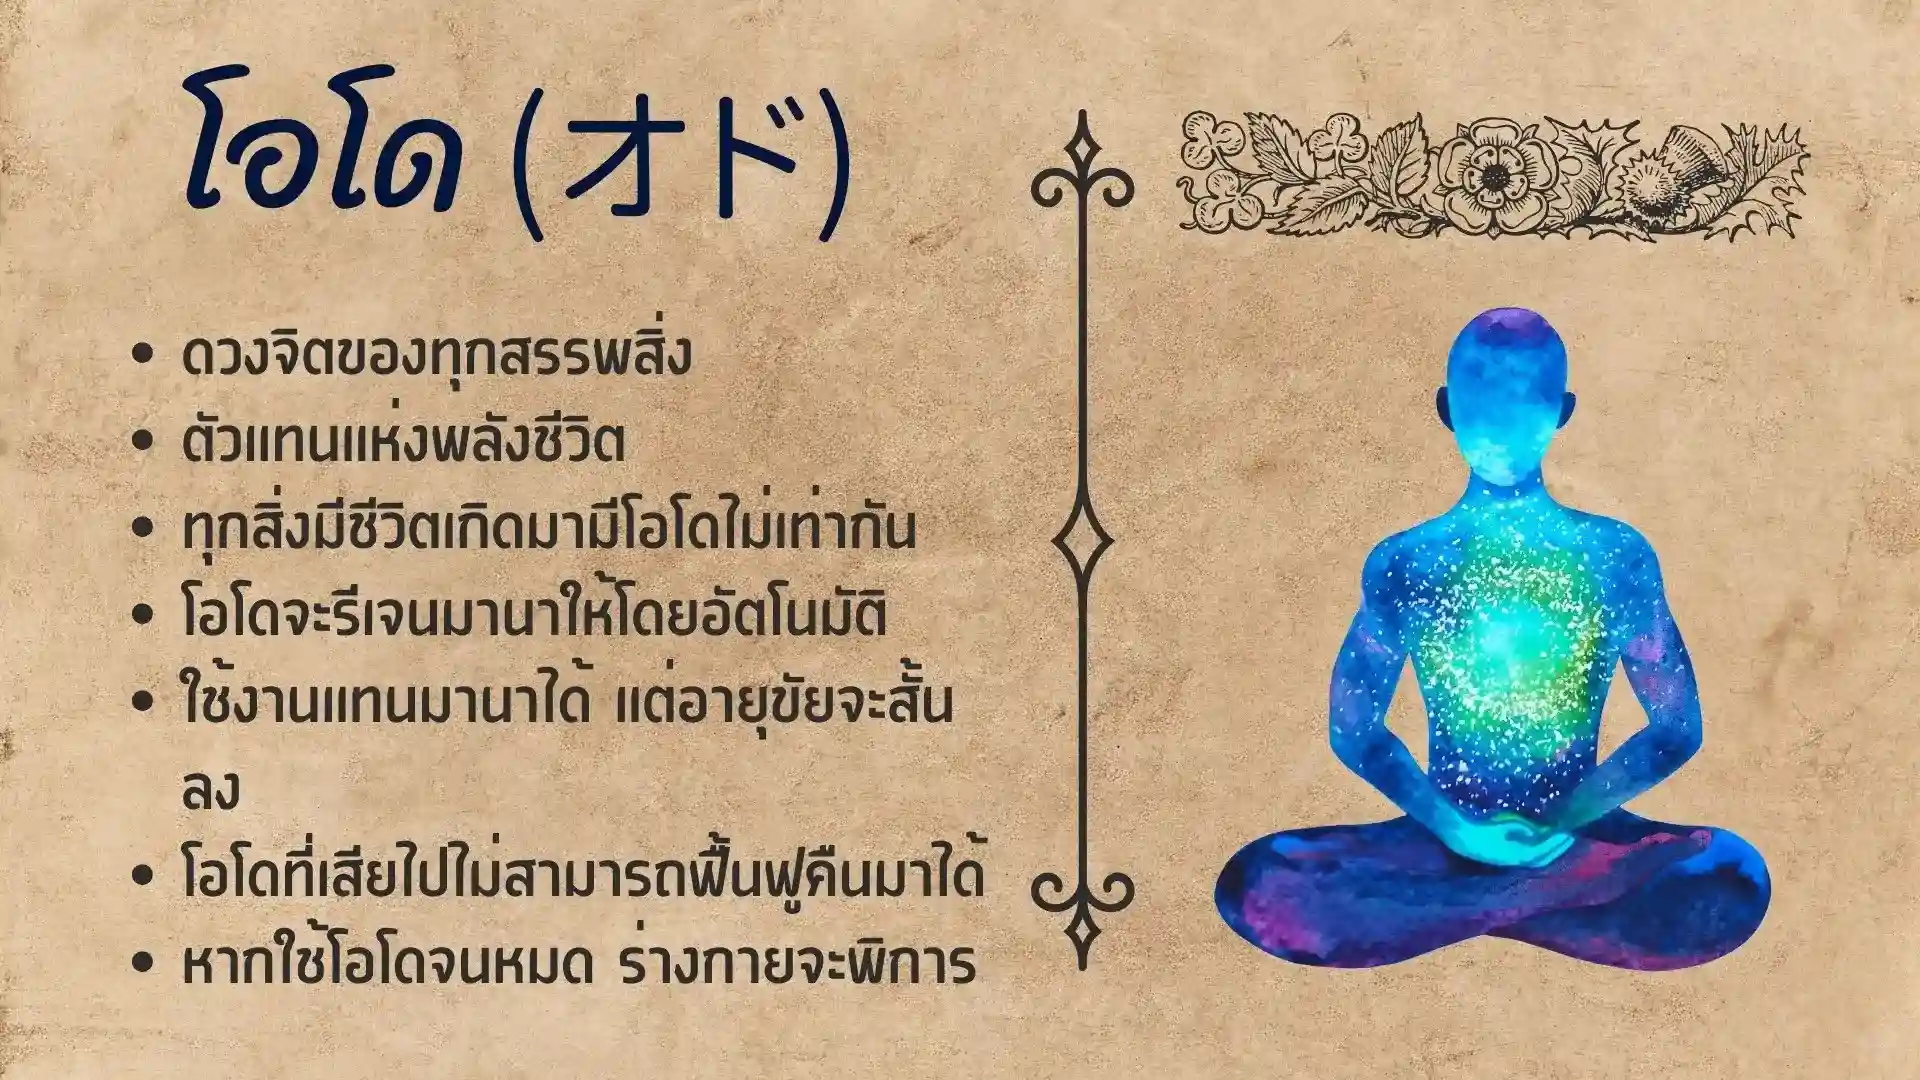 โอโด (オド)
• ดวงจิตของทุกสรรพสิ่ง
• ตัวแทนแห่งพลังชีวิต
• ทุกสิ่งมีชีวิตเกิดมามีโอโดไม่เท่ากัน
• โอโดจะรีเจนมานาให้โดยอัตโนมัติ
• ใช้งานแทนมานาได้ แต่อายุขัยจะสั้น
ลง
• โอโดที่เสียไปไม่สามารถฟื้นฟูคืนมาได้
• หากใช้โอโดจนหมด ร่างกายจะพิการ